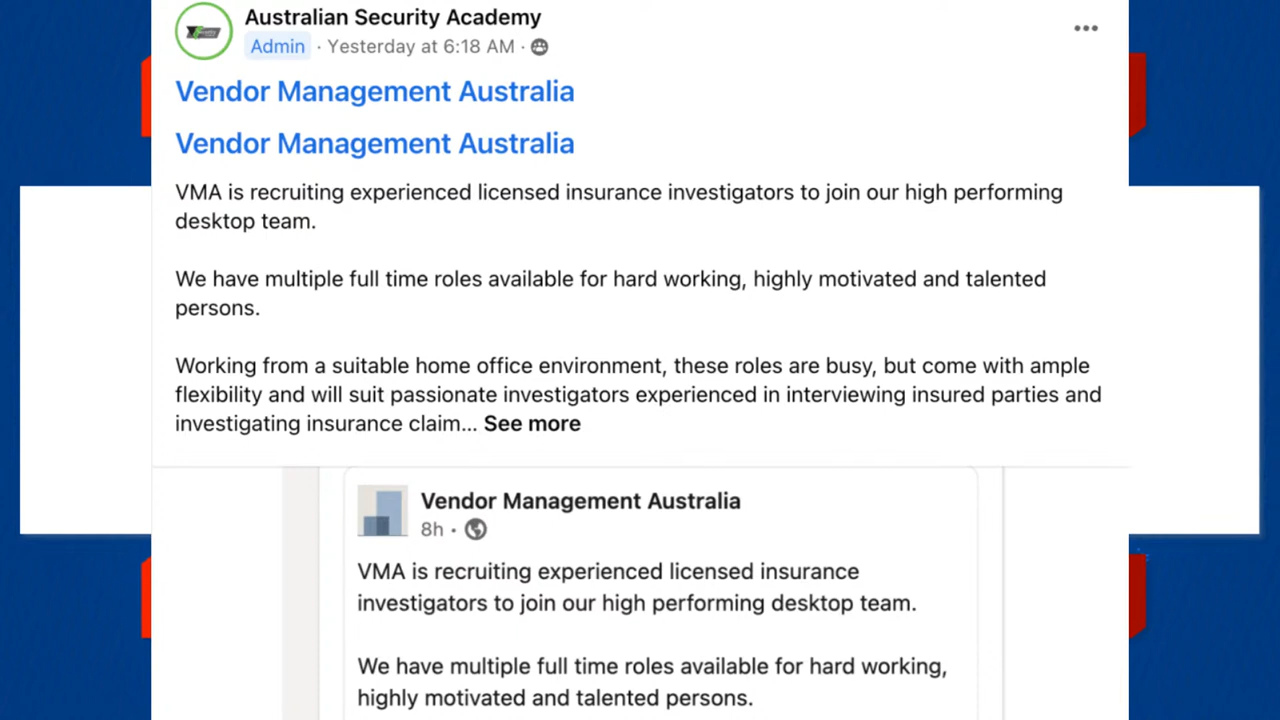 Australian Security Academy
Admin · Yesterday at 6:18 AM ·
Vendor Management Australia
Vendor Management Australia
VMA is recruiting experienced licensed insurance investigators to join our high performing
desktop team.
We have multiple full time roles available for hard working, highly motivated and talented
persons.
Working from a suitable home office environment, these roles are busy, but come with ample
flexibility and will suit passionate investigators experienced in interviewing insured parties and
investigating insurance claim... See more
Vendor Management Australia
8h ·
VMA is recruiting experienced licensed insurance
investigators to join our high performing desktop team.
We have multiple full time roles available for hard working,
highly motivated and talented persons.